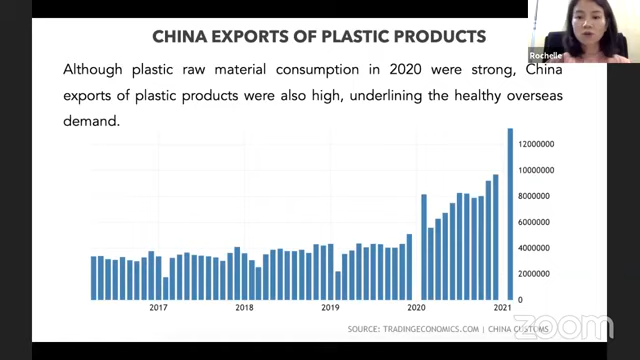 CHINA EXPORTS OF PLASTIC PRODUCTS
Rochelle
Although plastic raw material consumption in 2020 were strong, China
exports of plastic products were also high, underlining the healthy overseas
demand.
12000000
10000000
8000000
6000000
4000000
2000000
0
2017 2018 2019 2020 2021
SOURCE: TRADINGECONOMICS.COM | CHINA CUSTOMS
zoom